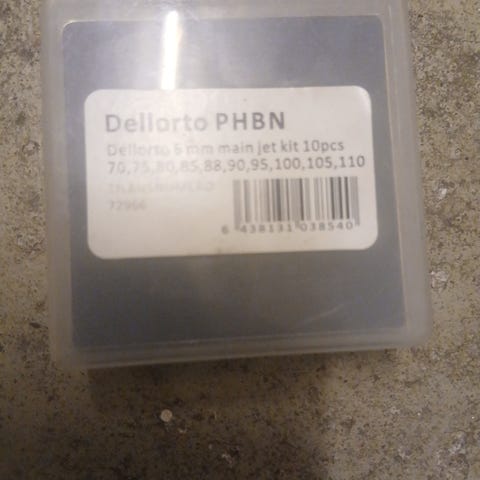 Dellorto PHBN
Dellorto 6 mm main jet kit 10pcs
70,75,80,85,88,90,95,100,105,110
72966
6 438131 038540